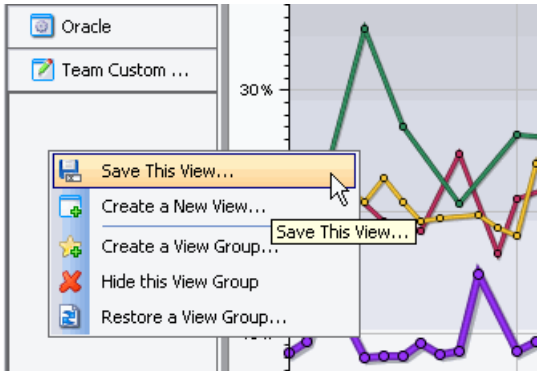 Oracle
Team Custom ...
30%
Save This View...
Create a New View...
Save This View...
Create a View Group...
Hide this View Group
Restore a View Group...